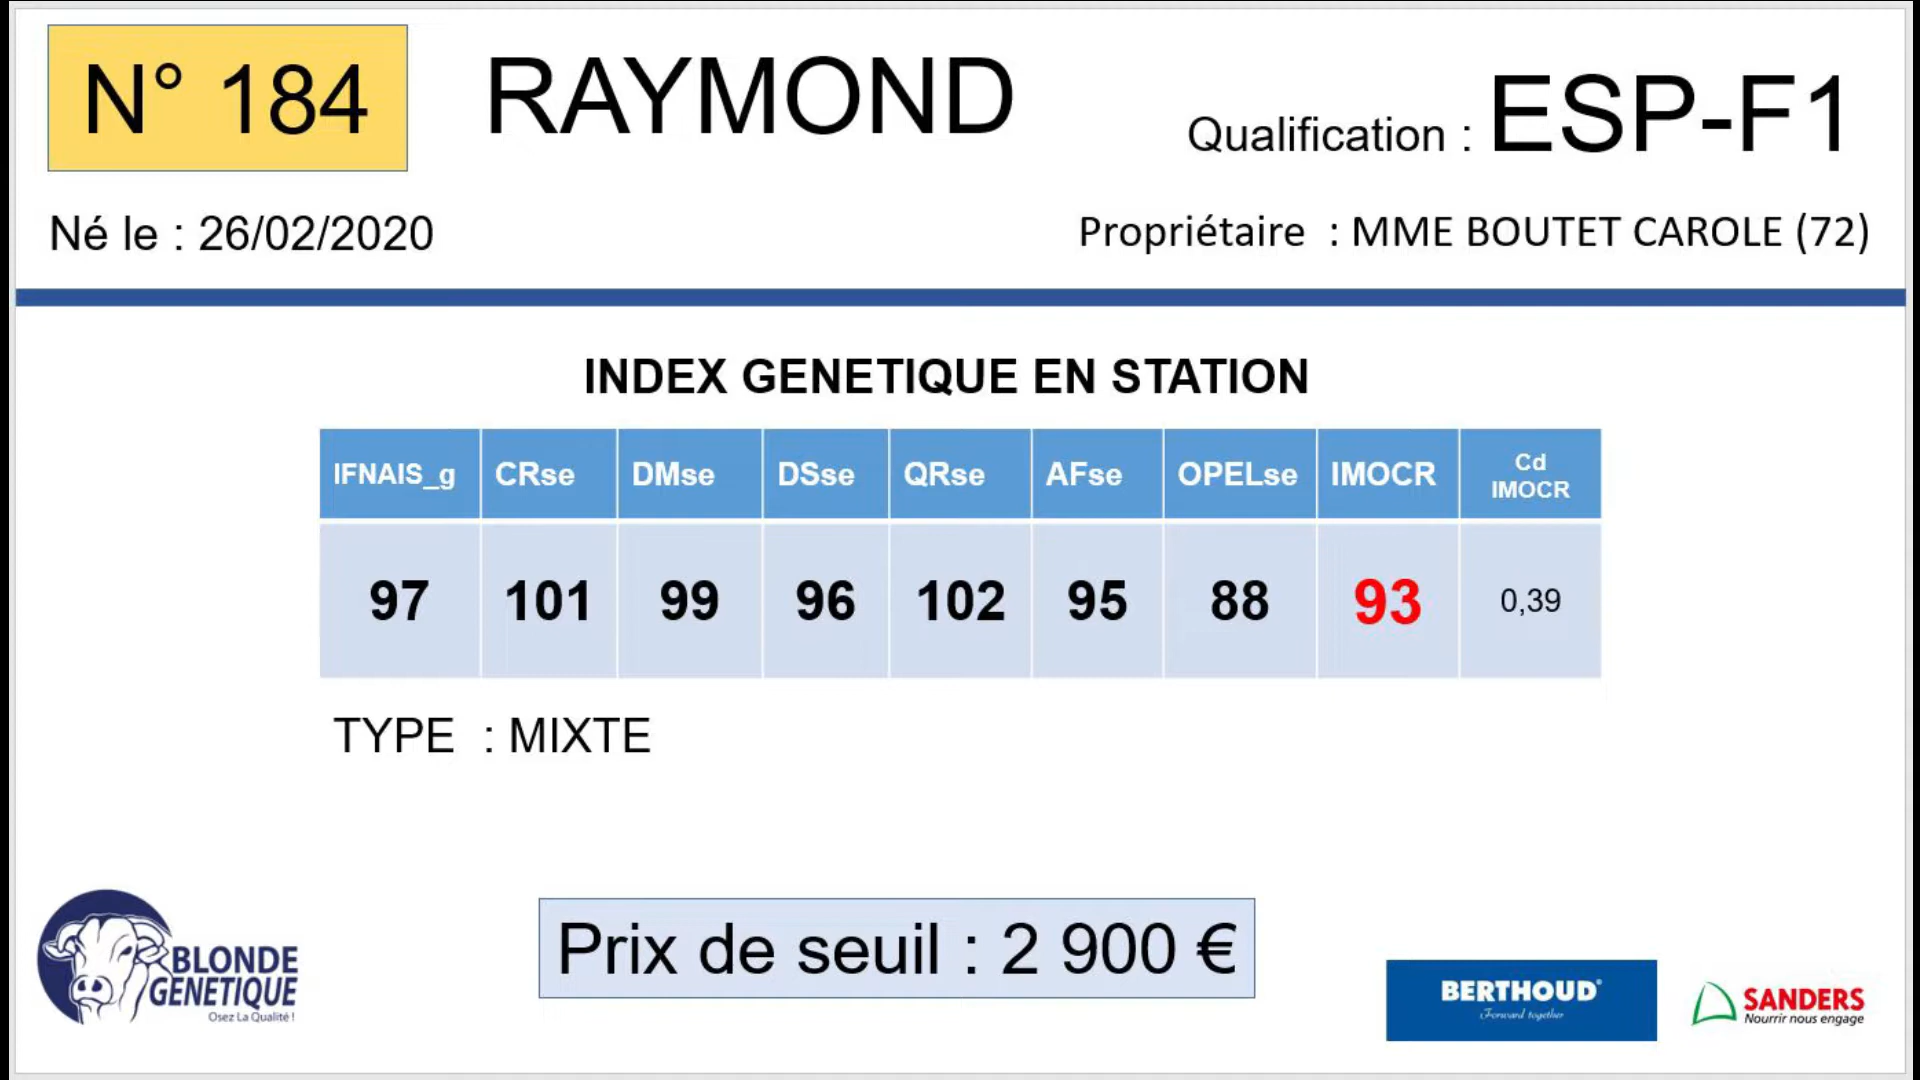 N° 184
RAYMOND
Qualification : ESP-F1
Né le : 26/02/2020
Propriétaire : MME BOUTET CAROLE (72)
INDEX GENETIQUE EN STATION
IFNAIS_g CRse DMse DSse QRse AFse OPELse IMOCR Cd IMOCR
97 101 99 96 102 95 88 93 0,39
TYPE : MIXTE
Prix de seuil : 2 900 €
BLONDE
GENETIQUE
Osez La Qualité !
BERTHOUD®
Forward together
SANDERS
Nourrir nous engage